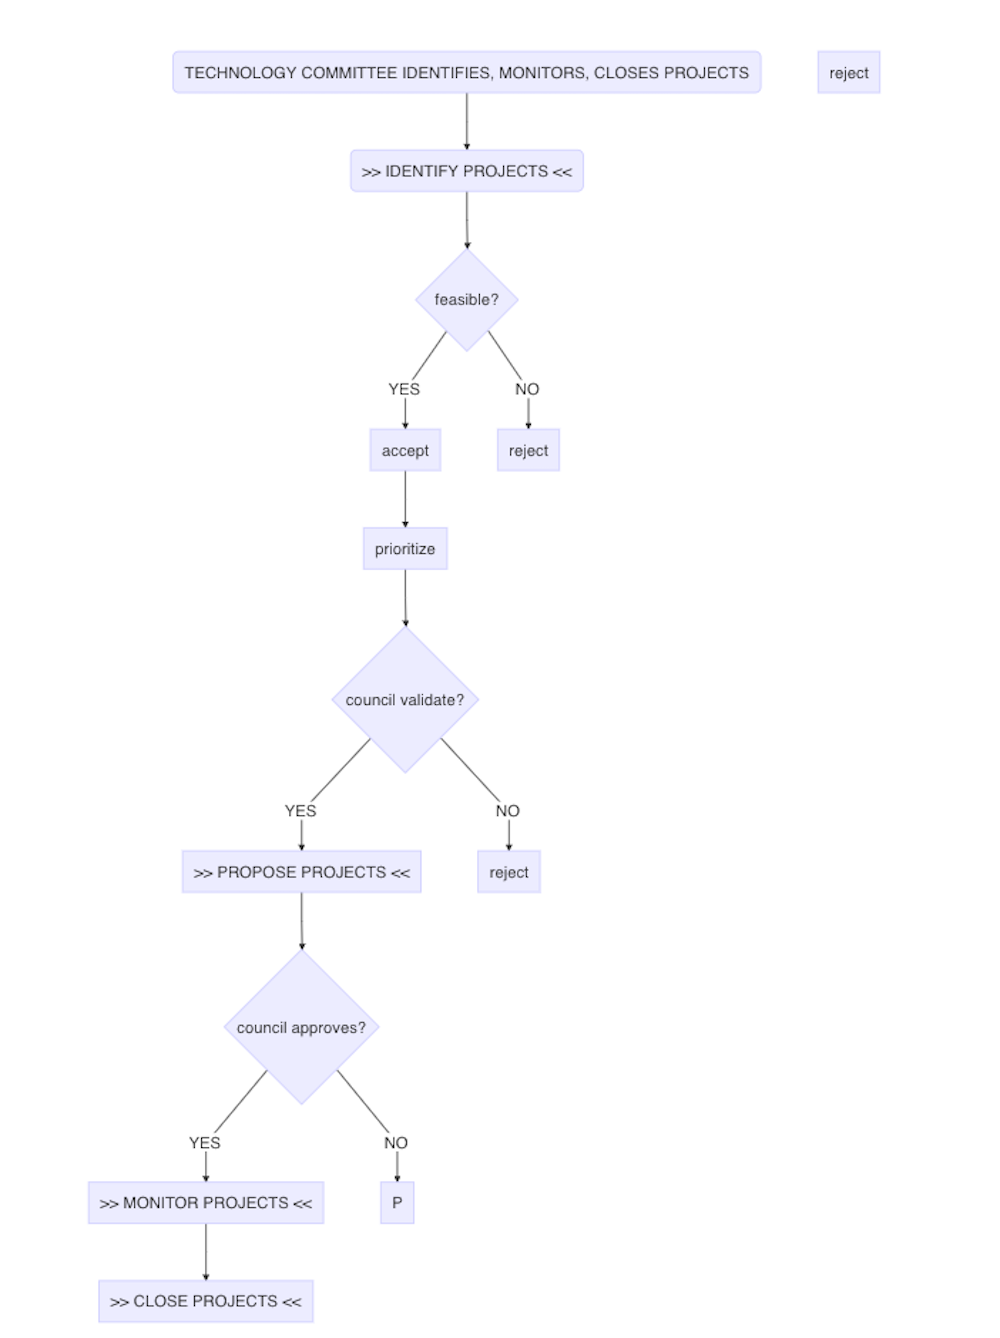 TECHNOLOGY COMMITTEE IDENTIFIES, MONITORS, CLOSES PROJECTS
reject
>> IDENTIFY PROJECTS <<
feasible?
YES
NO
accept
reject
prioritize
council validate?
YES
NO
>> PROPOSE PROJECTS <<
reject
council approves?
YES
NO
>> MONITOR PROJECTS <<
P
>> CLOSE PROJECTS <<